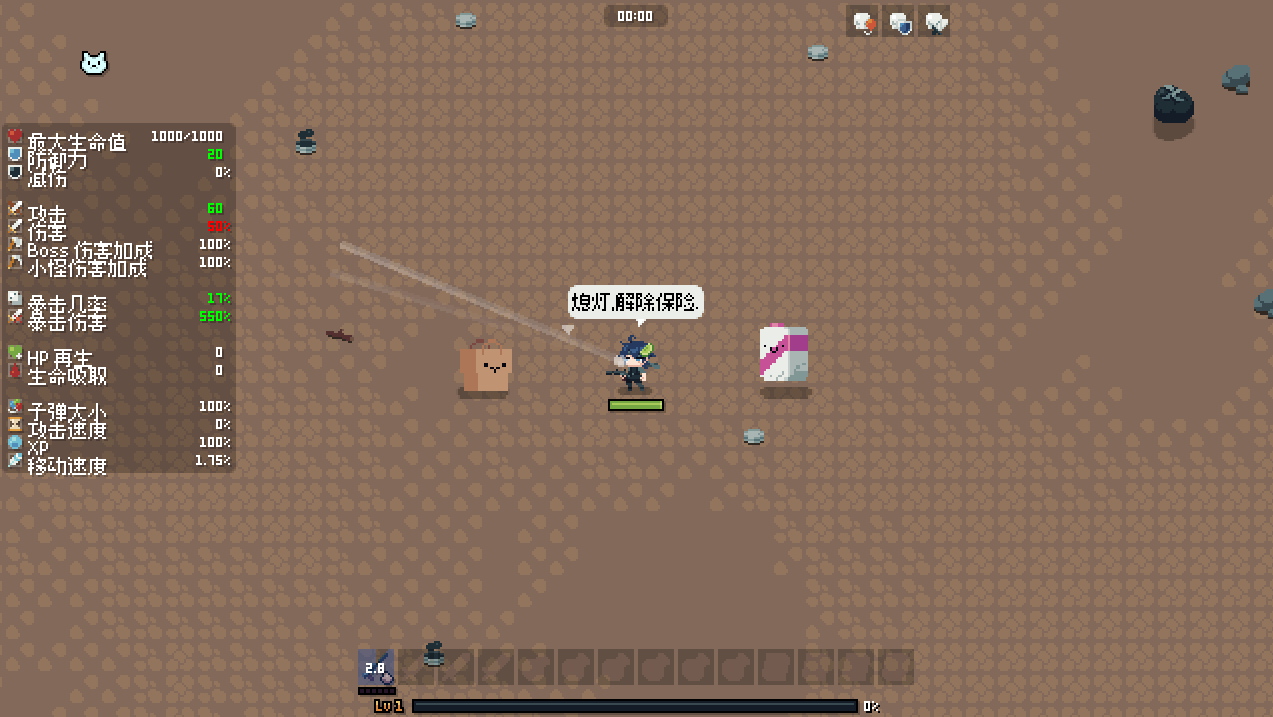 00:00
最大生命值 1000/1000
防御力 20
减伤 0%
攻击 60
伤害 60%
Boss 伤害加成 100%
小怪伤害加成 100%
暴击几率 17%
暴击伤害 550%
HP 再生 0
生命吸取 0
子弹大小 100%
攻击速度 0%
XP 100%
移动速度 1.75%
熄灯,解除保险.
2.8
Lv 1 0%